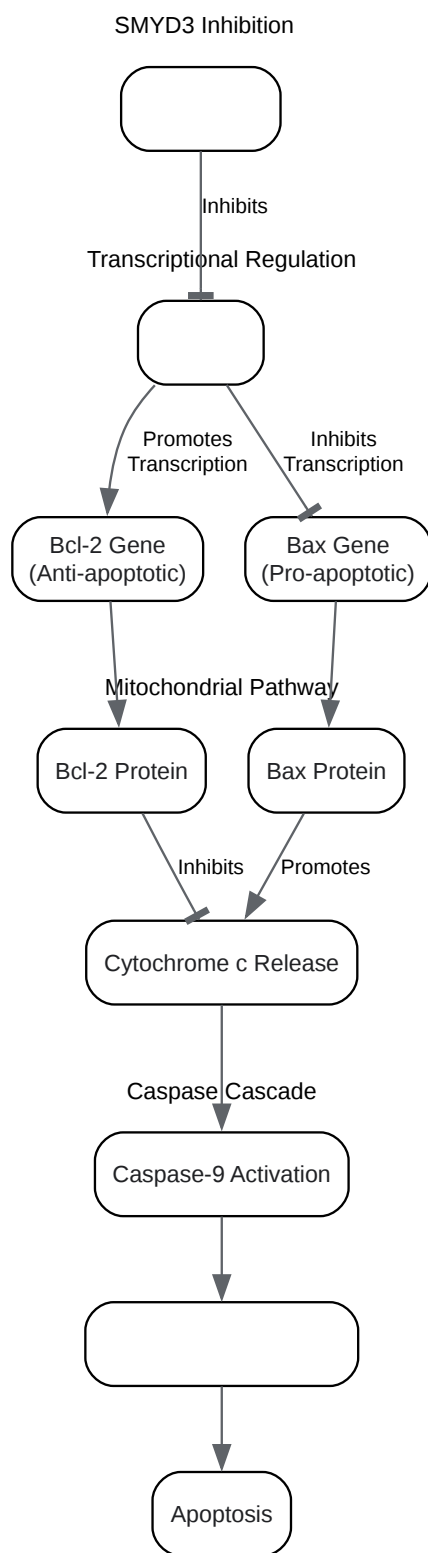 SMYD3 Inhibition
Inhibits
Transcriptional Regulation
Promotes
Transcription
Inhibits
Transcription
Bcl-2 Gene
(Anti-apoptotic)
Bax Gene
(Pro-apoptotic)
Mitochondrial Pathway
Bcl-2 Protein
Bax Protein
Inhibits
Promotes
Cytochrome c Release
Caspase Cascade
Caspase-9 Activation
Apoptosis